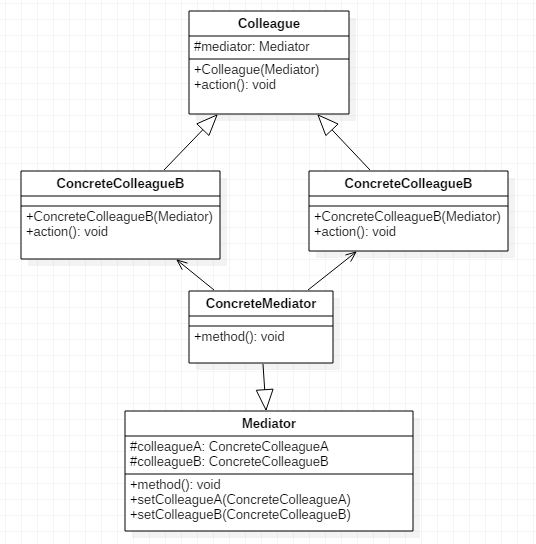 Colleague
#mediator: Mediator
+Colleague(Mediator)
+action(): void
ConcreteColleagueB
+ConcreteColleagueB(Mediator)
+action(): void
ConcreteColleagueB
+ConcreteColleagueB(Mediator)
+action(): void
ConcreteMediator
+method(): void
Mediator
#colleagueA: ConcreteColleagueA
#colleagueB: ConcreteColleagueB
+method(): void
+setColleagueA(ConcreteColleagueA)
+setColleagueB(ConcreteColleagueB)